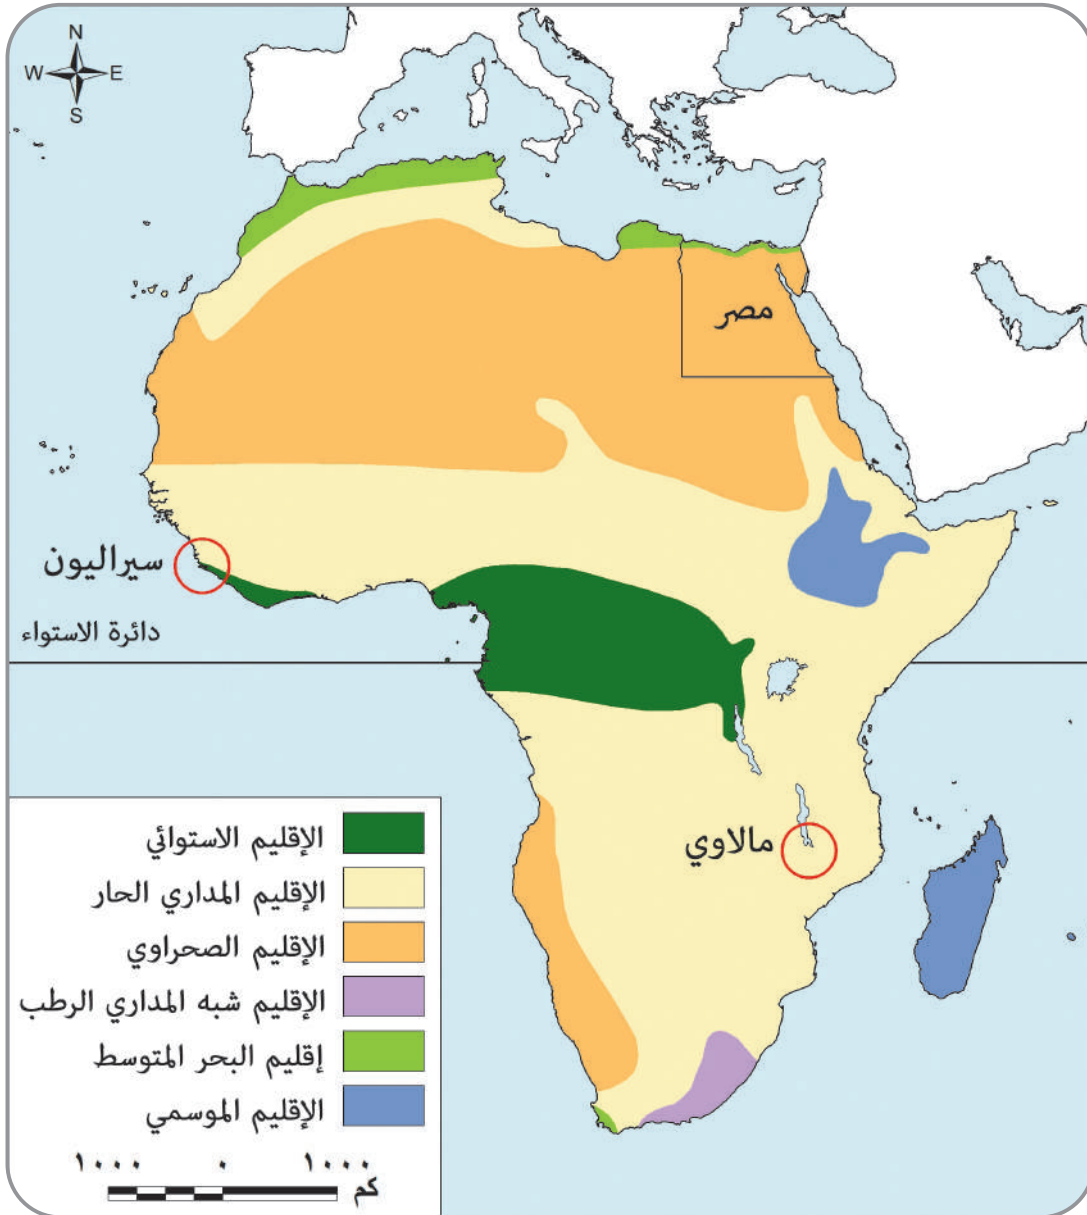 N
W E
S
مصر
سيراليون
دائرة الاستواء
مالاوي
الإقليم الاستوائي
الإقليم المداري الحار
الإقليم الصحراوي
الإقليم شبه المداري الرطب
إقليم البحر المتوسط
الإقليم الموسمي
١٠٠٠ ٠ ١٠٠٠
كم